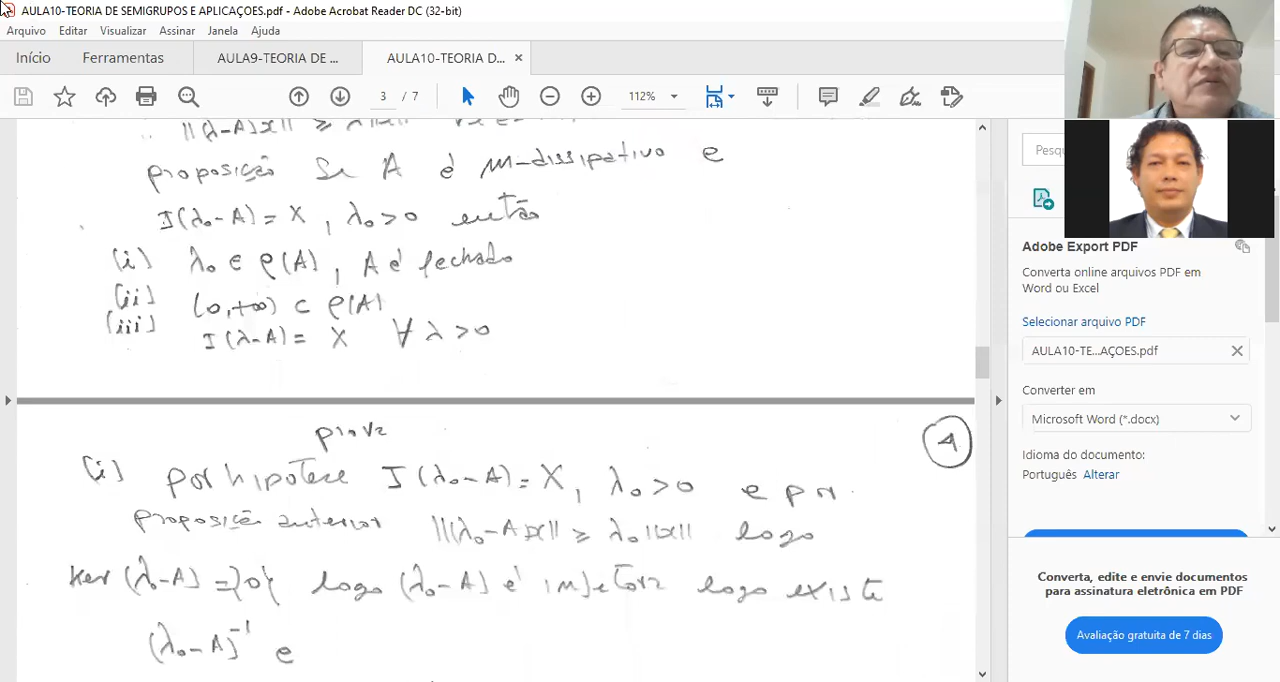 AULA10-TEORIA DE SEMIGRUPOS E APLICAÇOES.pdf - Adobe Acrobat Reader DC (32-bit)
Arquivo Editar Visualizar Assinar Janela Ajuda
Início Ferramentas AULA9-TEORIA DE ... AULA10-TEORIA D... ×
3 / 7 112%
||(λ-A)x|| ≥ λ||x||
proposição Se A é m-dissipativo e
I(λ₀-A) = X , λ₀>0 então
(i) λ₀ ∈ ρ(A) , A é fechado
(ii) (0,+∞) ⊂ ρ(A)
(iii) I(λ-A) = X ∀ λ>0
prova
4
(i) por hipotese I(λ₀-A) = X, λ₀>0 e por
proposição anterior ||(λ₀-A)x|| ≥ λ₀||x|| logo
Ker (λ₀-A) = {0} logo (λ₀-A) é injetora logo existe
(λ₀-A)⁻¹ e
Pesqu
Adobe Export PDF
Converta online arquivos PDF em
Word ou Excel
Selecionar arquivo PDF
AULA10-TE...AÇOES.pdf
Converter em
Microsoft Word (*.docx)
Idioma do documento:
Português Alterar
Converta, edite e envie documentos
para assinatura eletrônica em PDF
Avaliação gratuita de 7 dias